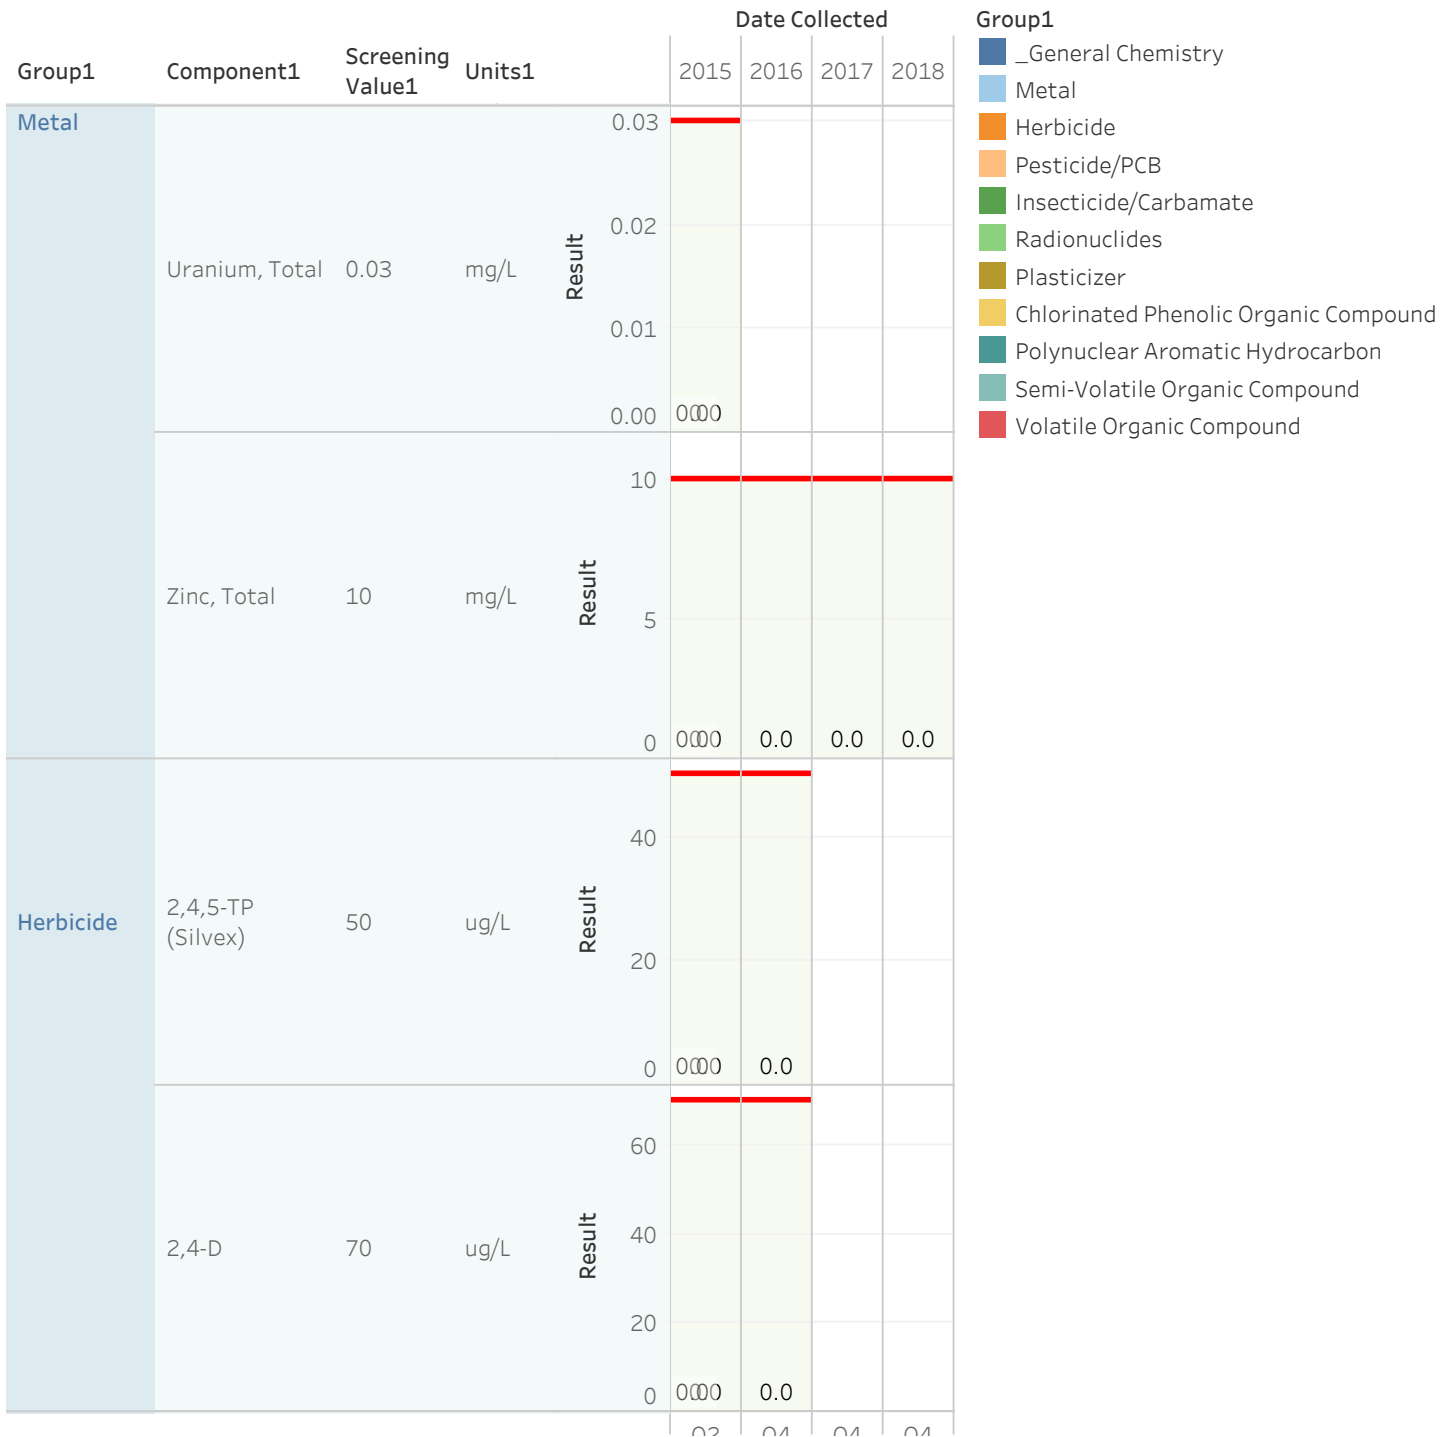 Date Collected
Group1 Component1 Screening Value1 Units1 2015 2016 2017 2018
Metal
Uranium, Total 0.03 mg/L
Result
0.03
0.02
0.01
0.00
Zinc, Total 10 mg/L
Result
10
5
0
0.0 0.0 0.0
Herbicide
2,4,5-TP
(Silvex)
50 ug/L
Result
40
20
0
0.0
2,4-D 70 ug/L
Result
60
40
20
0
0.0
Group1
_General Chemistry
Metal
Herbicide
Pesticide/PCB
Insecticide/Carbamate
Radionuclides
Plasticizer
Chlorinated Phenolic Organic Compound
Polynuclear Aromatic Hydrocarbon
Semi-Volatile Organic Compound
Volatile Organic Compound